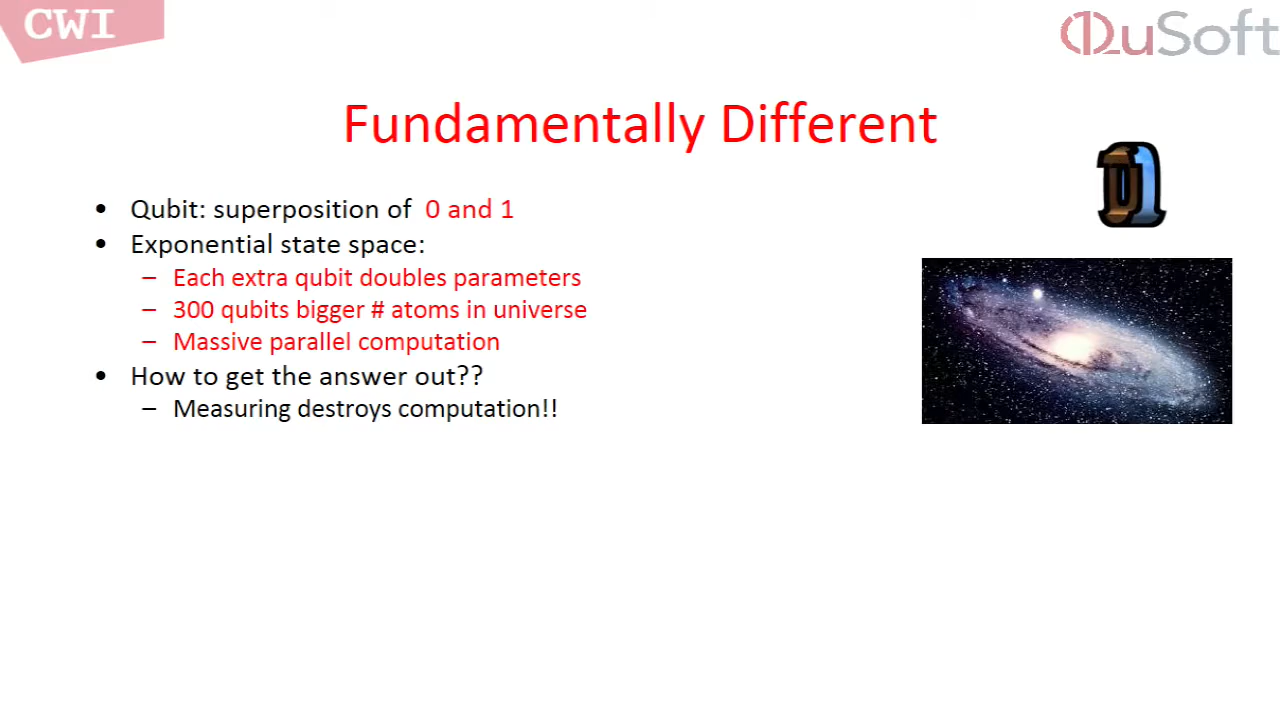 CWI
QuSoft
Fundamentally Different
01
• Qubit: superposition of 0 and 1
• Exponential state space:
– Each extra qubit doubles parameters
– 300 qubits bigger # atoms in universe
– Massive parallel computation
• How to get the answer out??
– Measuring destroys computation!!